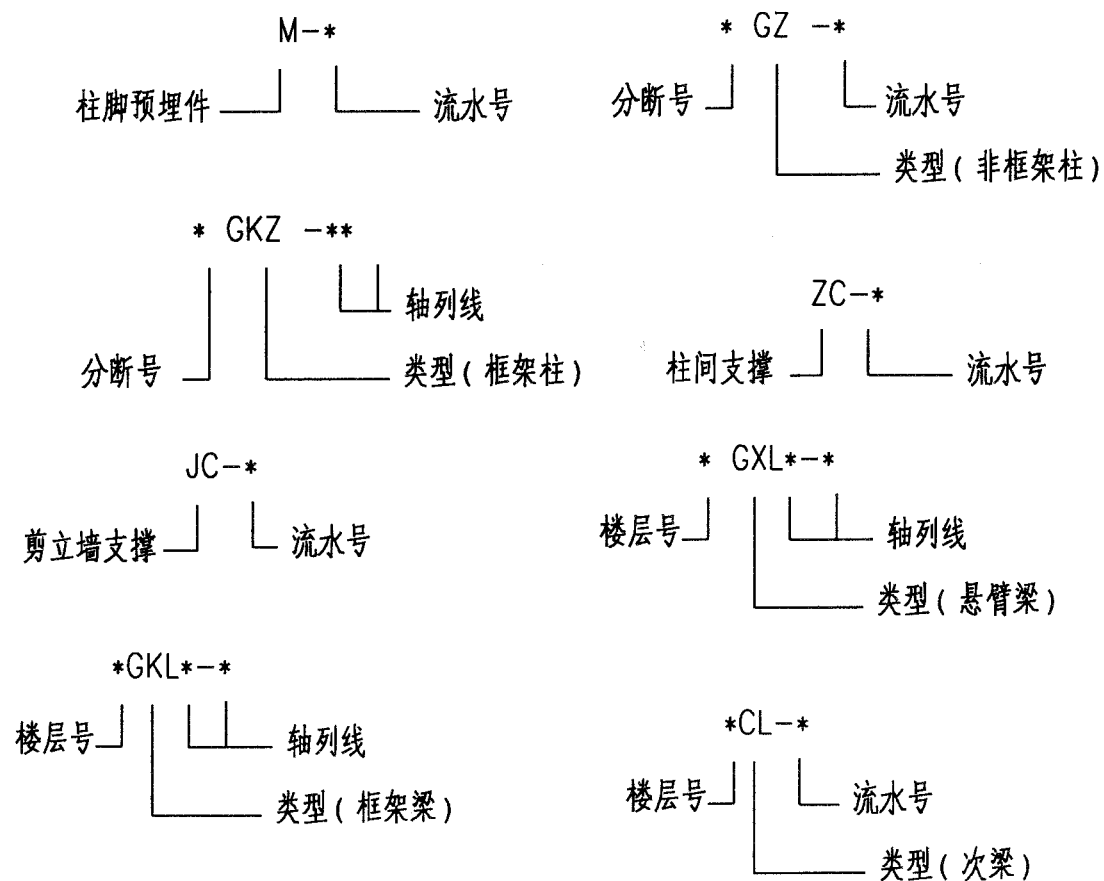 M-*
柱脚预埋件
流水号
* GZ -*
分断号
流水号
类型(非框架柱)
* GKZ -**
轴列线
分断号
类型(框架柱)
ZC-*
柱间支撑
流水号
JC-*
剪立墙支撑
流水号
* GXL*-*
楼层号
轴列线
类型(悬臂梁)
*GKL*-*
楼层号
轴列线
类型(框架梁)
*CL-*
楼层号
流水号
类型(次梁)